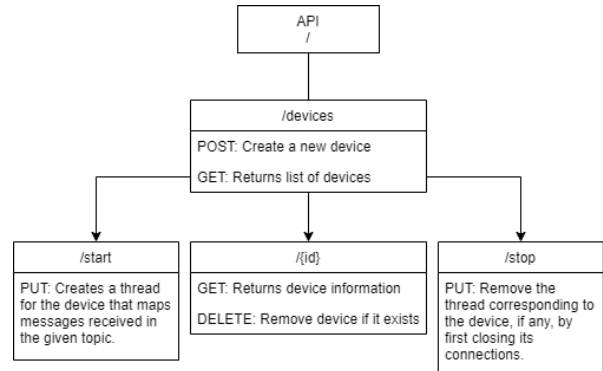 API
/
/devices
POST: Create a new device
GET: Returns list of devices
/start
PUT: Creates a thread
for the device that maps
messages received in
the given topic.
/{id}
GET: Returns device information
DELETE: Remove device if it exists
/stop
PUT: Remove the
thread corresponding to
the device, if any, by
first closing its
connections.